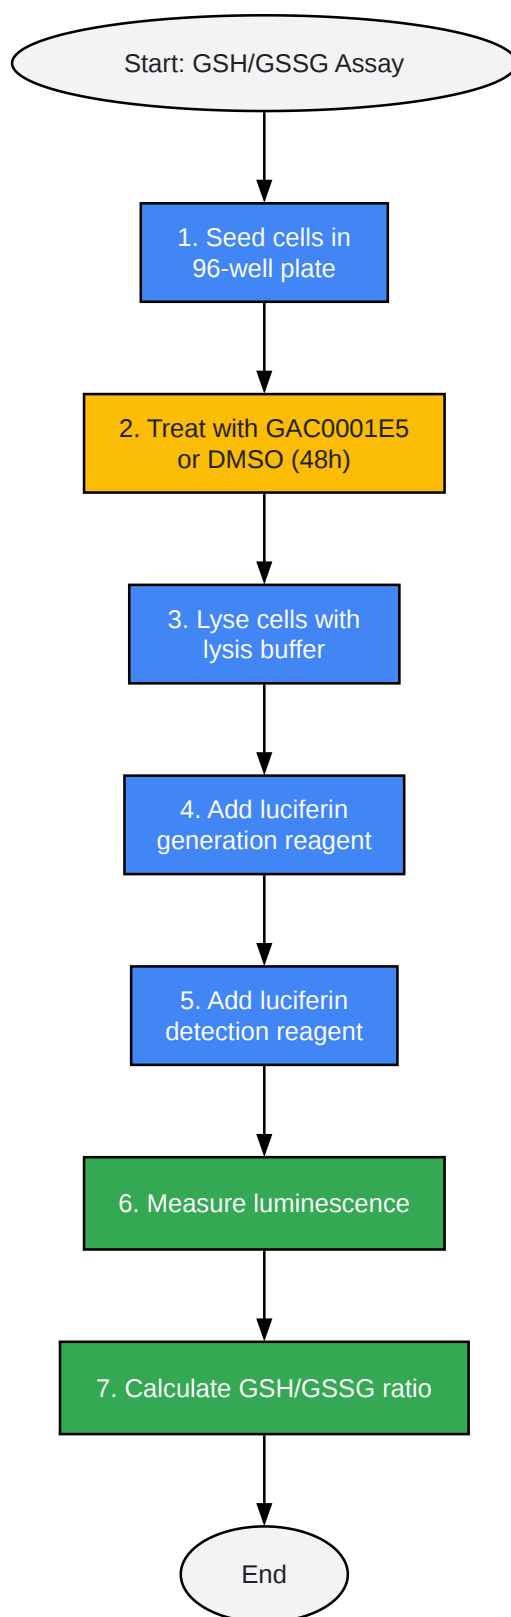 Start: GSH/GSSG Assay
1. Seed cells in
96-well plate
2. Treat with GAC0001E5
or DMSO (48h)
3. Lyse cells with
lysis buffer
4. Add luciferin
generation reagent
5. Add luciferin
detection reagent
6. Measure luminescence
7. Calculate GSH/GSSG ratio
End